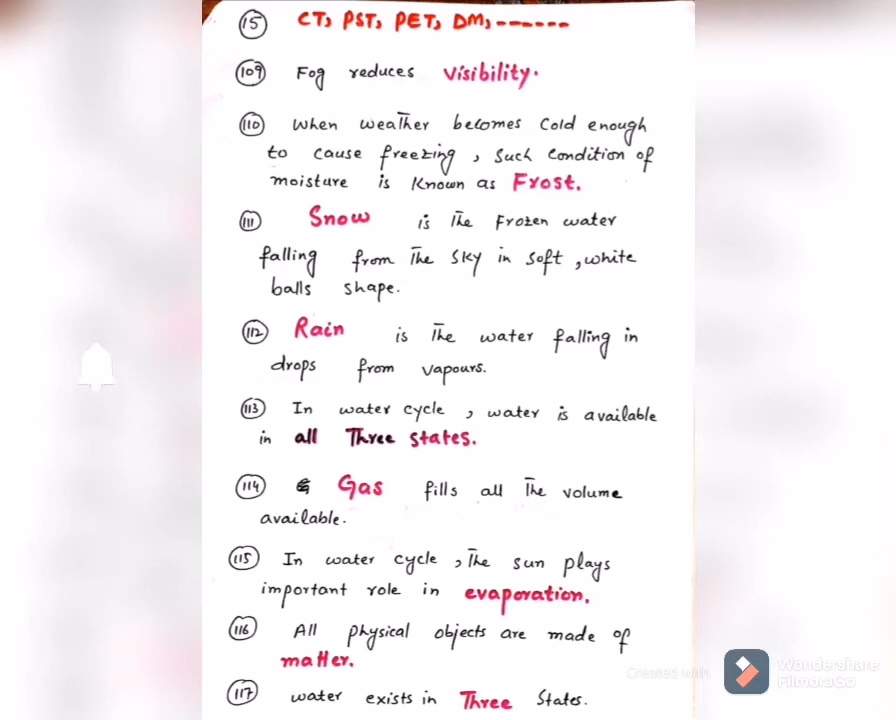 15 CT, PST, PET, DM, ------
109 Fog reduces visibility.
110 when weather becomes cold enough
to cause freezing, such condition of
moisture is known as Frost.
111 Snow is the frozen water
falling from the sky in soft, white
balls shape.
112 Rain is the water falling in
drops from vapours.
113 In water cycle, water is available
in all Three states.
114 Gas fills all the volume
available.
115 In water cycle, the sun plays
important role in evaporation.
116 All physical objects are made of
matter.
Created with Wondershare
FilmoraGo
117 water exists in Three States.